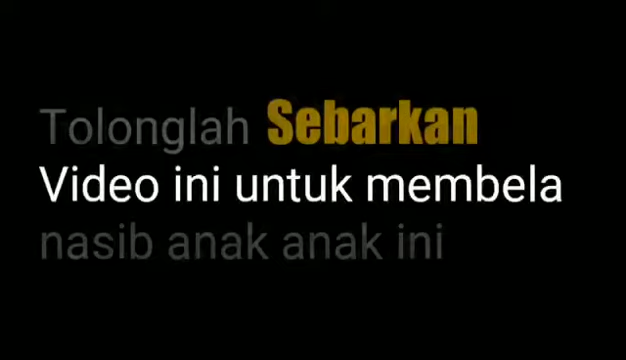 Tolonglah Sebarkan
Video ini untuk membela
nasib anak anak ini